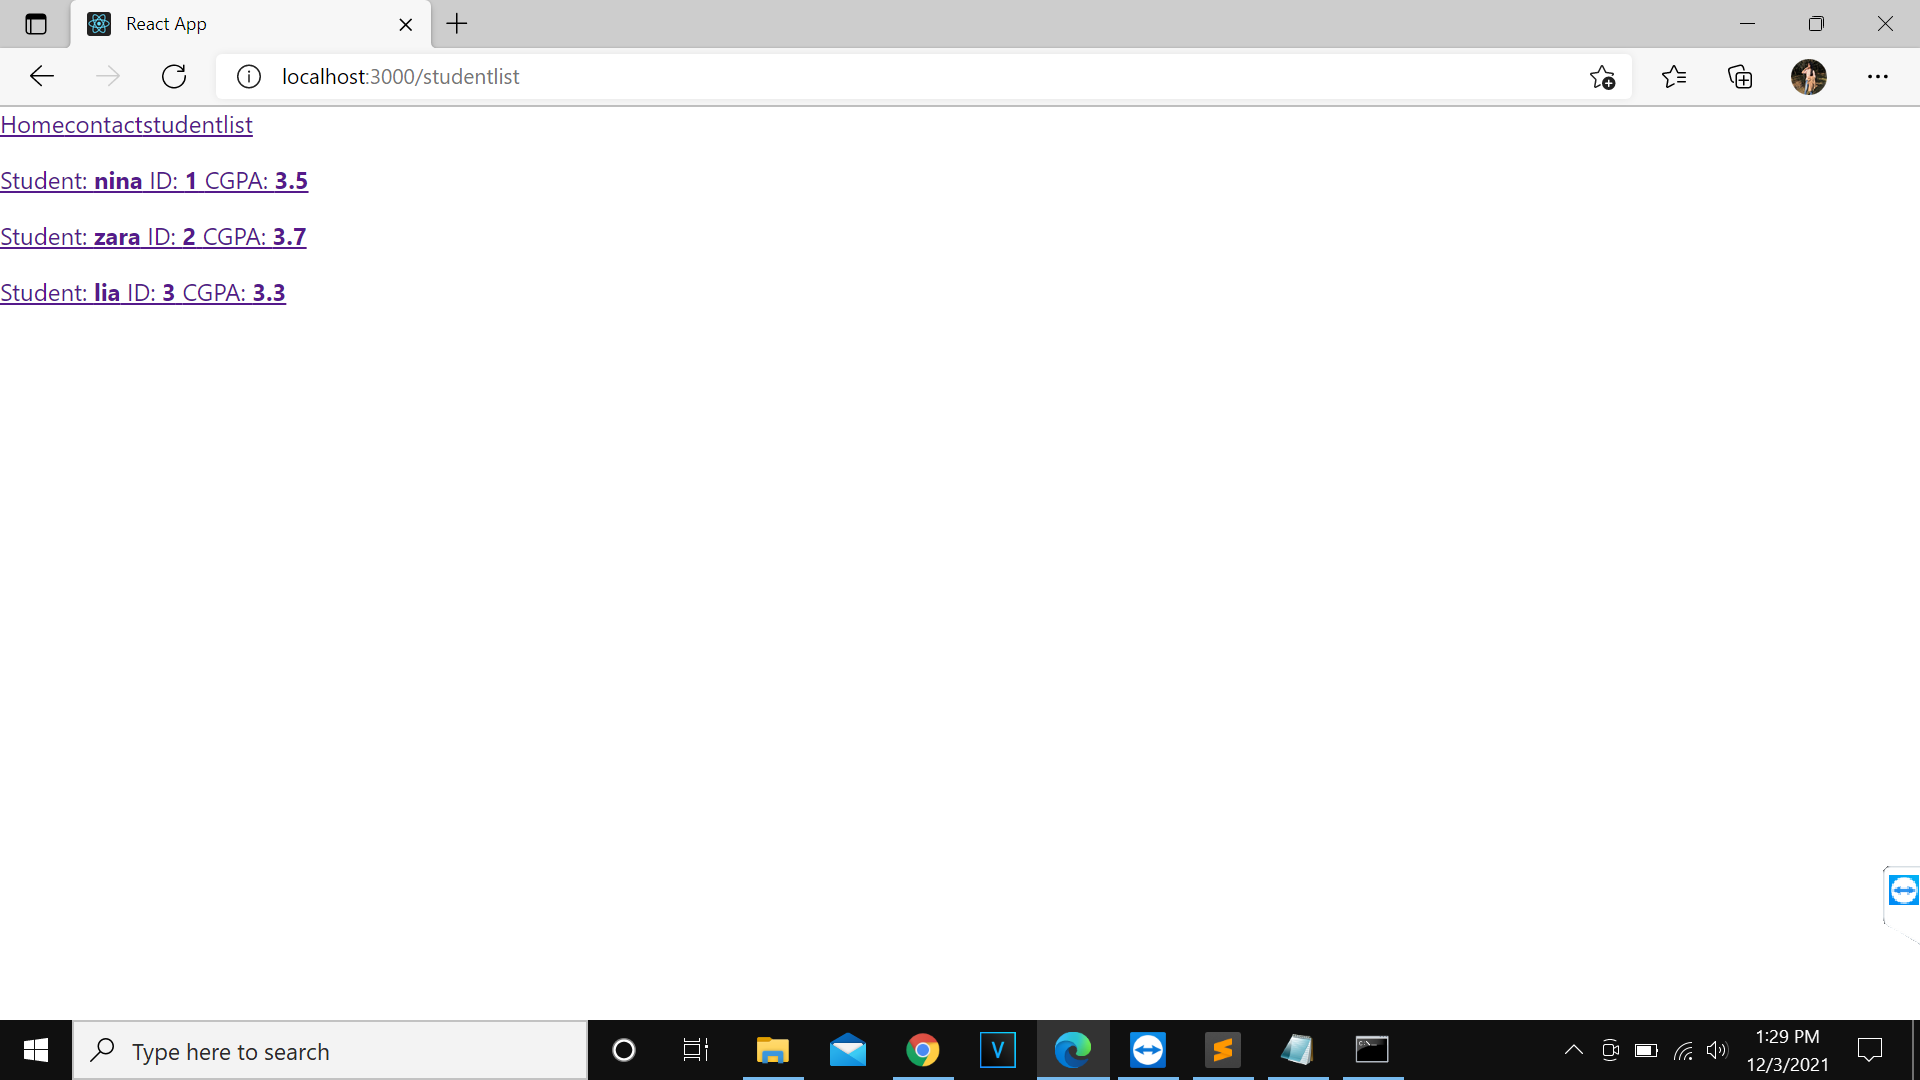 React App
localhost:3000/studentlist
Homecontactstudentlist
Student: nina ID: 1 CGPA: 3.5
Student: zara ID: 2 CGPA: 3.7
Student: lia ID: 3 CGPA: 3.3
Type here to search
V
1:29 PM
12/3/2021